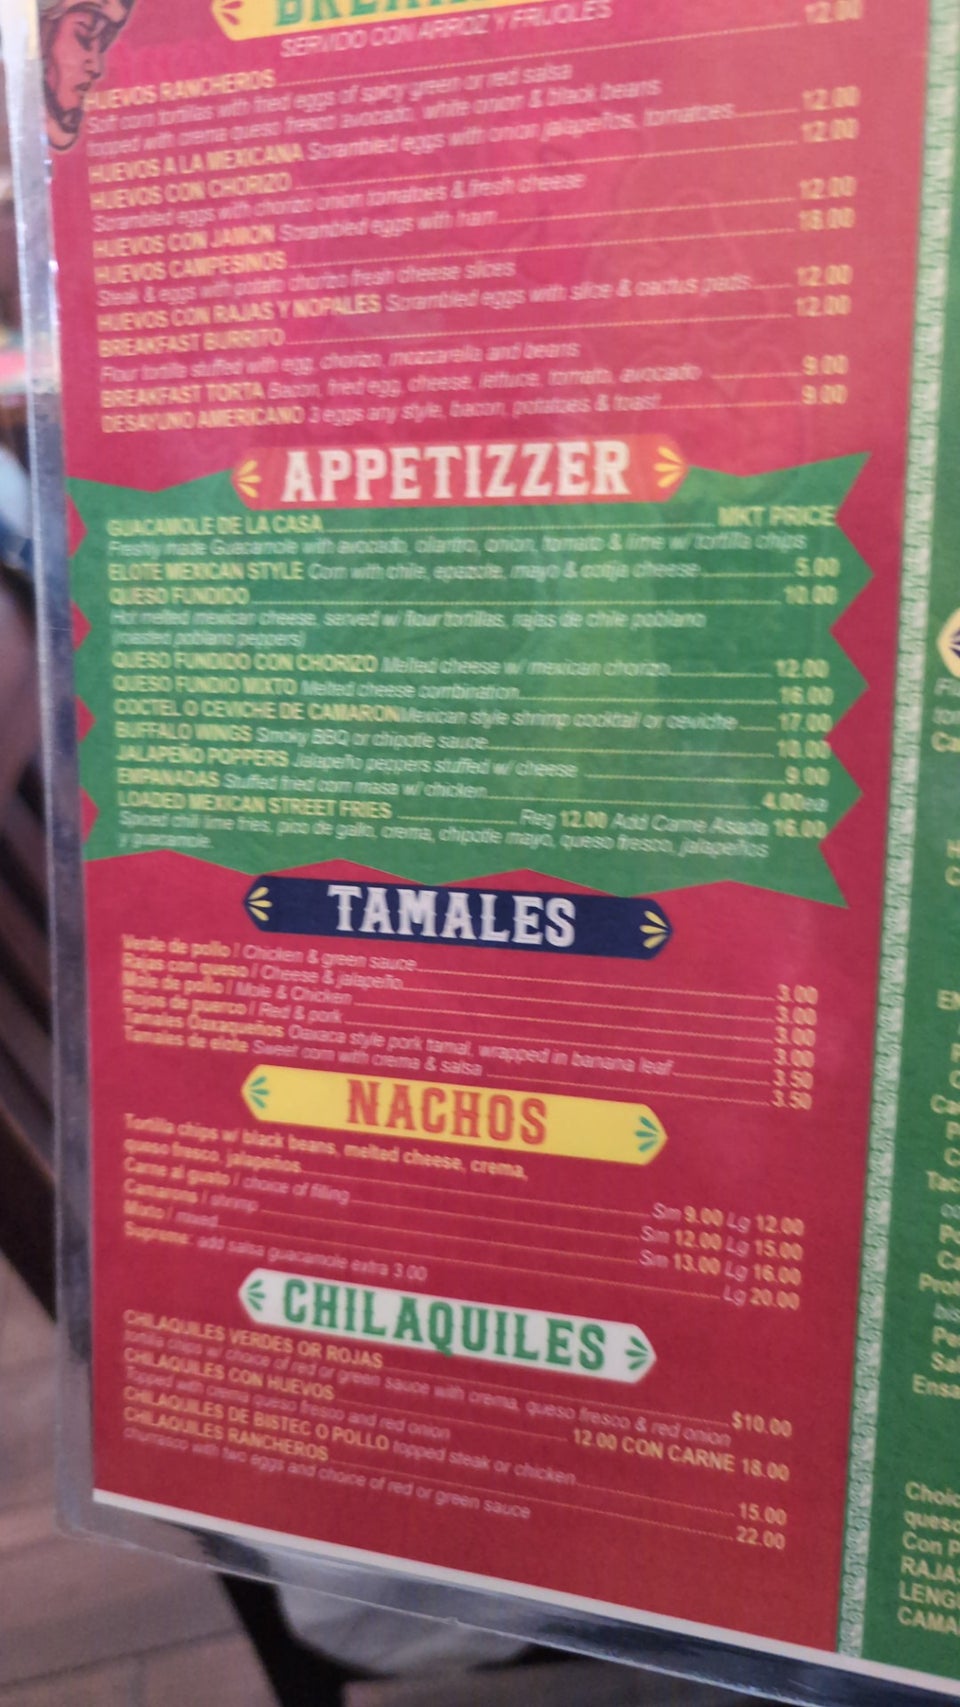 SERVIDO CON ARROZ Y FRIJOLES
HUEVOS RANCHEROS 12.00
Soft corn tortillas with fried eggs of spicy green or red salsa
topped with crema queso fresco avocado, white onion & black beans
HUEVOS A LA MEXICANA Scrambled eggs with onion jalapeños, tomatoes 12.00
HUEVOS CON CHORIZO 12.00
Scrambled eggs with chorizo onion tomatoes & fresh cheese
HUEVOS CON JAMON Scrambled eggs with ham 12.00
HUEVOS CAMPESINOS 18.00
Steak & eggs with potato chorizo fresh cheese slices
HUEVOS CON RAJAS Y NOPALES Scrambled eggs with slice & cactus pads 12.00
BREAKFAST BURRITO 12.00
Flour tortilla stuffed with egg, chorizo, mozzarella and beans
BREAKFAST TORTA Bacon, fried egg, cheese, lettuce, tomato, avocado 9.00
DESAYUNO AMERICANO 3 eggs any style, bacon, potatoes & toast 9.00
APPETIZZER
GUACAMOLE DE LA CASA MKT PRICE
Freshly made Guacamole with avocado, cilantro, onion, tomato & lime w/ tortilla chips
ELOTE MEXICAN STYLE Corn with chile, epazote, mayo & cotija cheese 5.00
QUESO FUNDIDO 10.00
Hot melted mexican cheese, served w/ flour tortillas, rajas de chile poblano
(roasted poblano peppers)
QUESO FUNDIDO CON CHORIZO Melted cheese w/ mexican chorizo 12.00
QUESO FUNDIO MIXTO Melted cheese combination 16.00
COCTEL O CEVICHE DE CAMARON Mexican style shrimp cocktail or ceviche 17.00
BUFFALO WINGS Smoky BBQ or chipotle sauce 10.00
JALAPEÑO POPPERS Jalapeño peppers stuffed w/ cheese 9.00
EMPANADAS Stuffed fried corn masa w/ chicken 4.00ea
LOADED MEXICAN STREET FRIES Reg 12.00 Add Carne Asada 16.00
Spiced chili lime fries, pico de gallo, crema, chipotle mayo, queso fresco, jalapeños
y guacamole.
TAMALES
Verde de pollo / Chicken & green sauce 3.00
Rajas con queso / Cheese & jalapeño 3.00
Mole de pollo / Mole & Chicken 3.00
Rojos de puerco / Red & pork 3.00
Tamales Oaxaqueños Oaxaca style pork tamal, wrapped in banana leaf 3.50
Tamales de elote Sweet corn with crema & salsa 3.50
NACHOS
Tortilla chips w/ black beans, melted cheese, crema,
queso fresco, jalapeños Sm 9.00 Lg 12.00
Carne al gusto / choice of filling Sm 12.00 Lg 15.00
Camarons / shrimp Sm 13.00 Lg 16.00
Mixto / mixed Lg 20.00
Supreme: add salsa guacamole extra 3.00
CHILAQUILES
CHILAQUILES VERDES OR ROJAS $10.00
tortilla chips w/ choice of red or green sauce with crema, queso fresco & red onion
CHILAQUILES CON HUEVOS 12.00 CON CARNE 18.00
Topped with crema queso fresco and red onion
CHILAQUILES DE BISTEC O POLLO topped steak or chicken 15.00
CHILAQUILES RANCHEROS 22.00
churrasco with two eggs and choice of red or green sauce
queso
Con P
RAJAS
LENG
CAMA